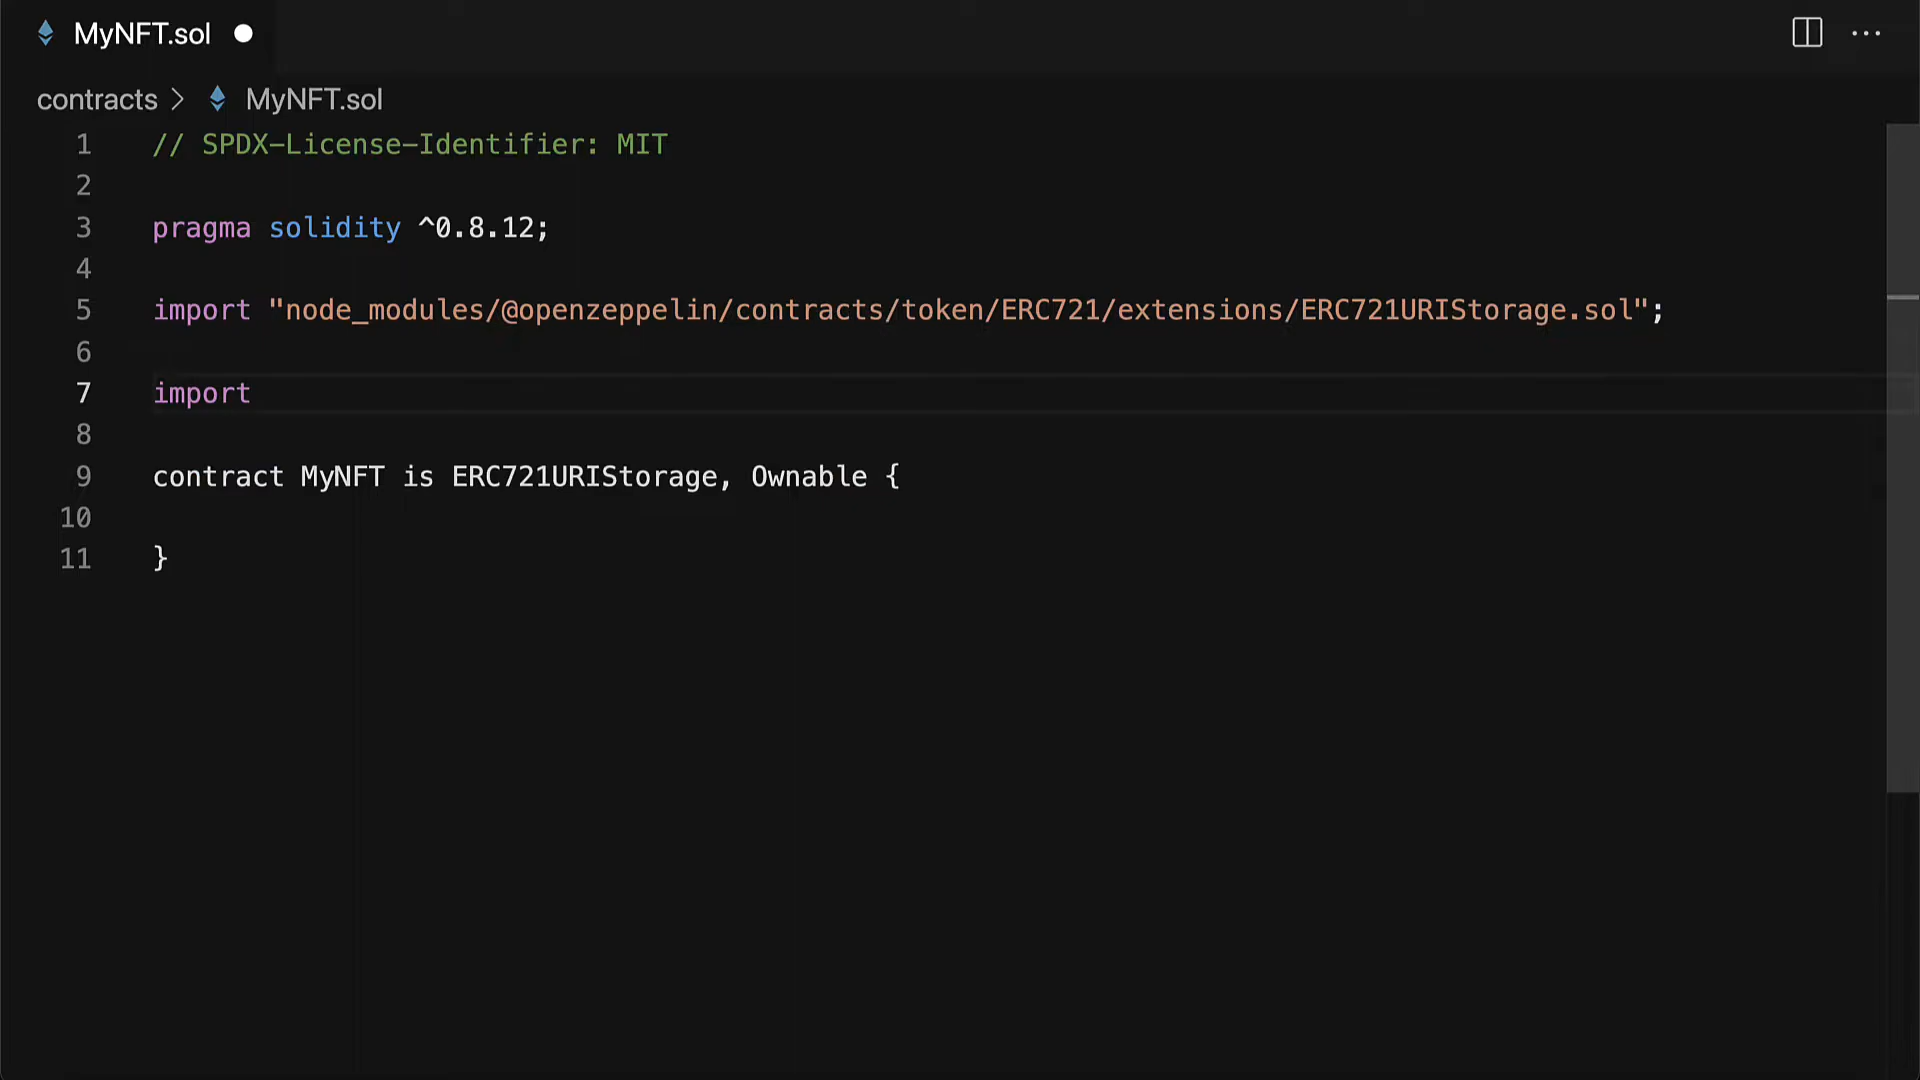 MyNFT.sol
contracts > MyNFT.sol
1 // SPDX-License-Identifier: MIT
2
3 pragma solidity ^0.8.12;
4
5 import "node_modules/@openzeppelin/contracts/token/ERC721/extensions/ERC721URIStorage.sol";
6
7 import
8
9 contract MyNFT is ERC721URIStorage, Ownable {
10
11 }